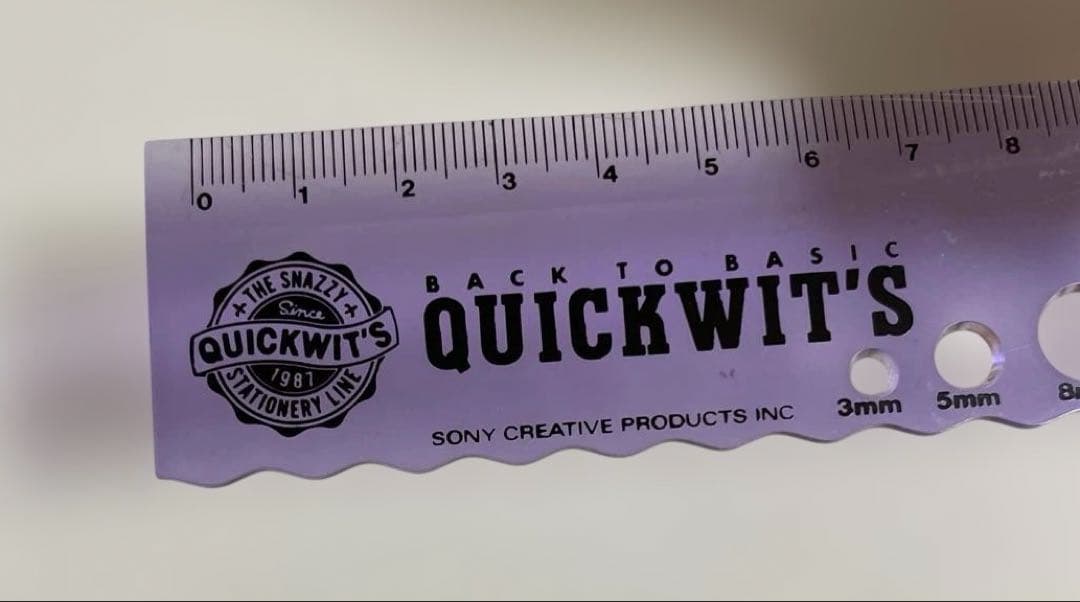 0 1 2 3 4 5 6 7 8
THE SNAZZY
Since
QUICKWIT'S
1987
STATIONERY LINE
BACK TO BASIC
QUICKWIT'S
SONY CREATIVE PRODUCTS INC
3mm 5mm